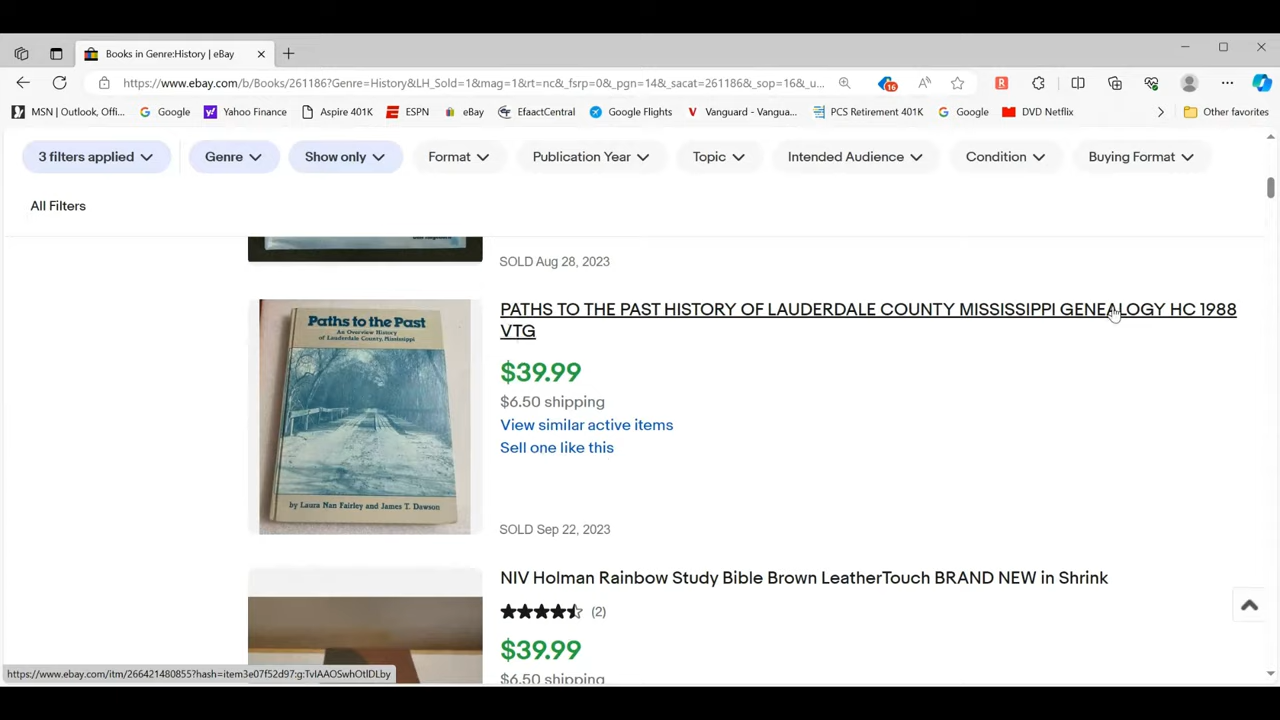 Books in Genre:History | eBay
https://www.ebay.com/b/Books/261186?Genre=History&LH_Sold=1&mag=1&rt=nc&_fsrp=0&_pgn=14&_sacat=261186&_sop=16&_u...
16
MSN | Outlook, Offi... Google Yahoo Finance Aspire 401K ESPN eBay EfaactCentral Google Flights Vanguard - Vangua... PCS Retirement 401K Google DVD Netflix Other favorites
3 filters applied Genre Show only Format Publication Year Topic Intended Audience Condition Buying Format
All Filters
SOLD Aug 28, 2023
PATHS TO THE PAST HISTORY OF LAUDERDALE COUNTY MISSISSIPPI GENEALOGY HC 1988
VTG
Paths to the Past
An Overview History
of Lauderdale County, Mississippi
by Laura Nan Fairley and James T. Dawson
$39.99
$6.50 shipping
View similar active items
Sell one like this
SOLD Sep 22, 2023
NIV Holman Rainbow Study Bible Brown LeatherTouch BRAND NEW in Shrink
(2)
$39.99
$6.50 shipping
https://www.ebay.com/itm/266421480855?hash=item3e07f52d97:g:TvIAAOSwhOtlDLby